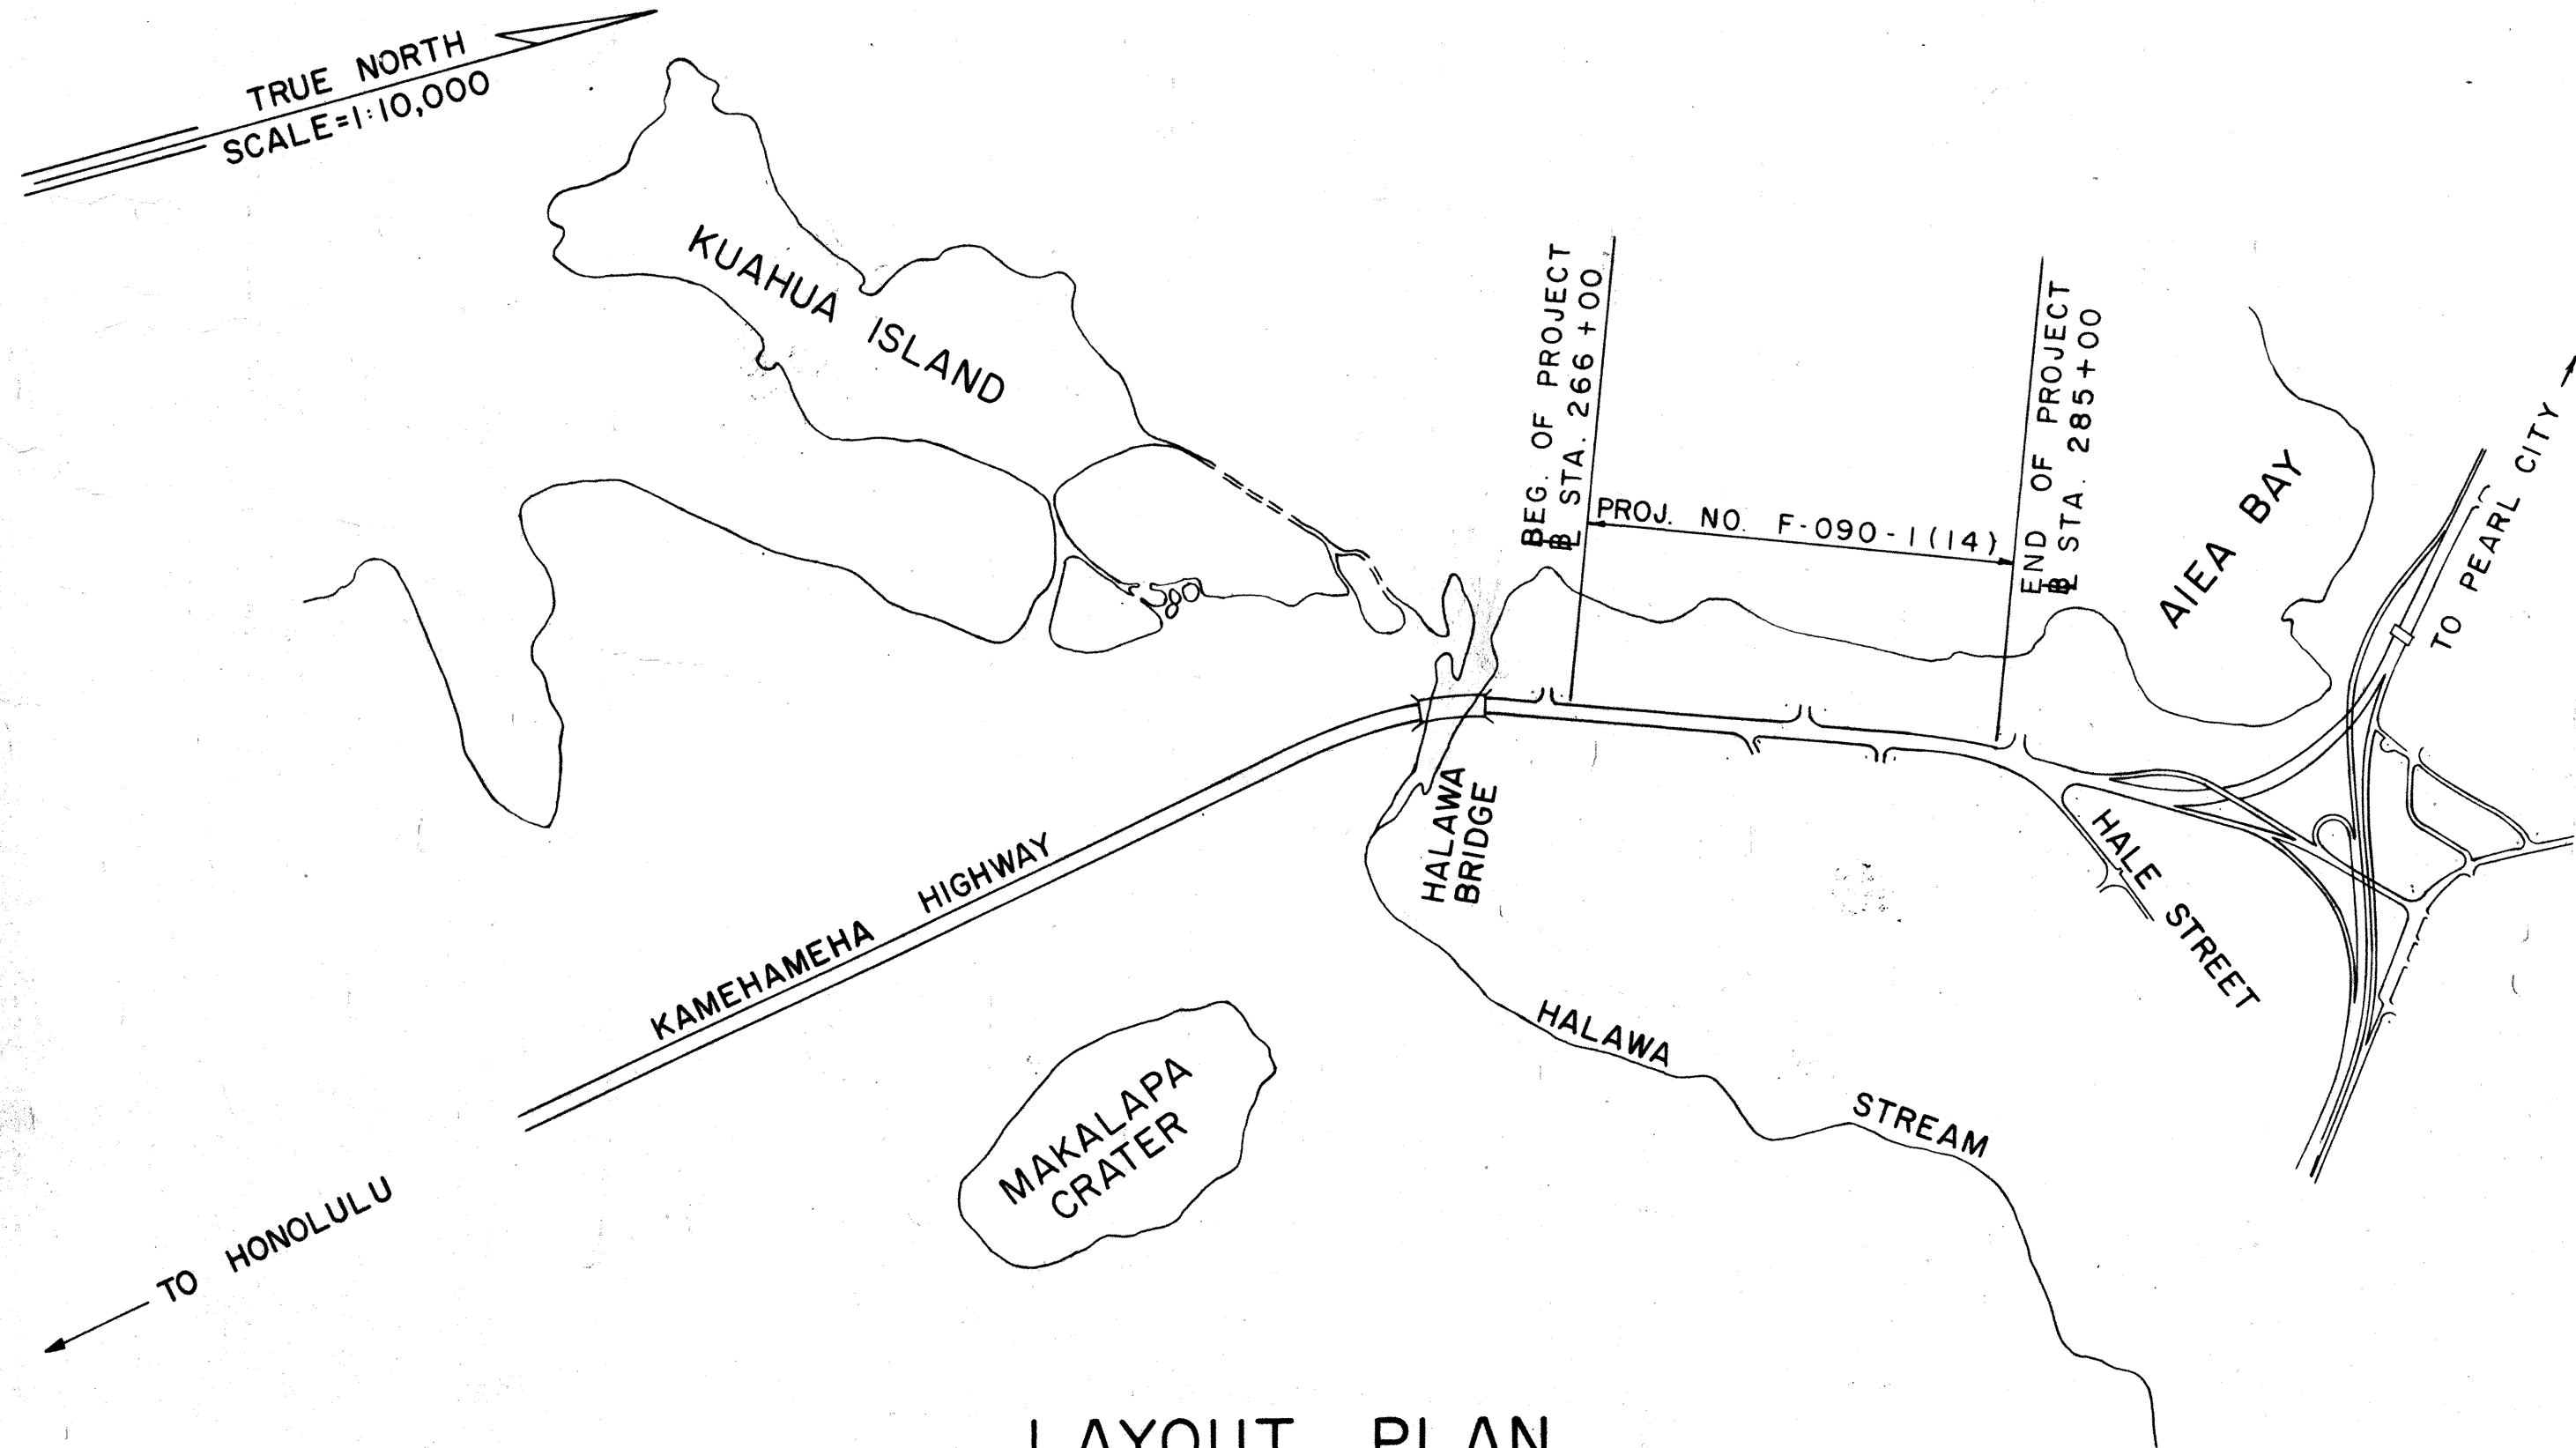 TRUE NORTH
SCALE=1:10,000
KUAHUA ISLAND
BEG. OF PROJECT
BL STA. 266+00
PROJ. NO. F-090-1(14)
END OF PROJECT
BL STA. 285+00
AIEA BAY
TO PEARL CITY
HALAWA
BRIDGE
HALE STREET
KAMEHAMEHA HIGHWAY
HALAWA STREAM
MAKALAPA
CRATER
TO HONOLULU
LAYOUT PLAN